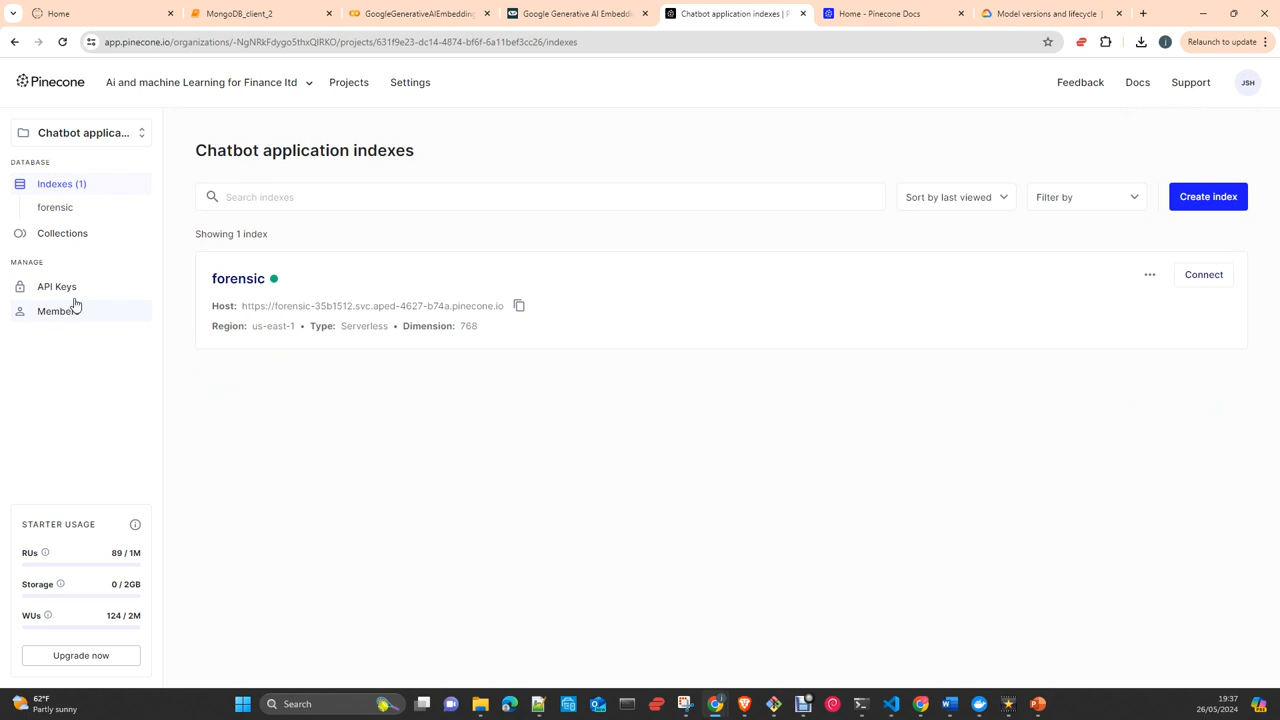 Home
MongoDB_client_2
GoogleGenerativeAIEmbedding
Google Generative AI Embeddi
Chatbot application indexes | P
Home - Pinecone Docs
Model versions and lifecycle |
app.pinecone.io/organizations/-NgNRkFdygo5thxQIRKO/projects/631f9e23-dc14-4874-bf6f-6a11bef3cc26/indexes
Relaunch to update
Pinecone
Ai and machine Learning for Finance ltd
Projects
Settings
Feedback
Docs
Support
JSH
Chatbot applica...
DATABASE
Indexes (1)
forensic
Collections
MANAGE
API Keys
Member
Chatbot application indexes
Search indexes
Sort by last viewed
Filter by
Create index
Showing 1 index
forensic
Connect
Host: https://forensic-35b1512.svc.aped-4627-b74a.pinecone.io
Region: us-east-1 • Type: Serverless • Dimension: 768
STARTER USAGE
RUs 89 / 1M
Storage 0 / 2GB
WUs 124 / 2M
Upgrade now
62°F
Partly sunny
Search
19:37
26/05/2024